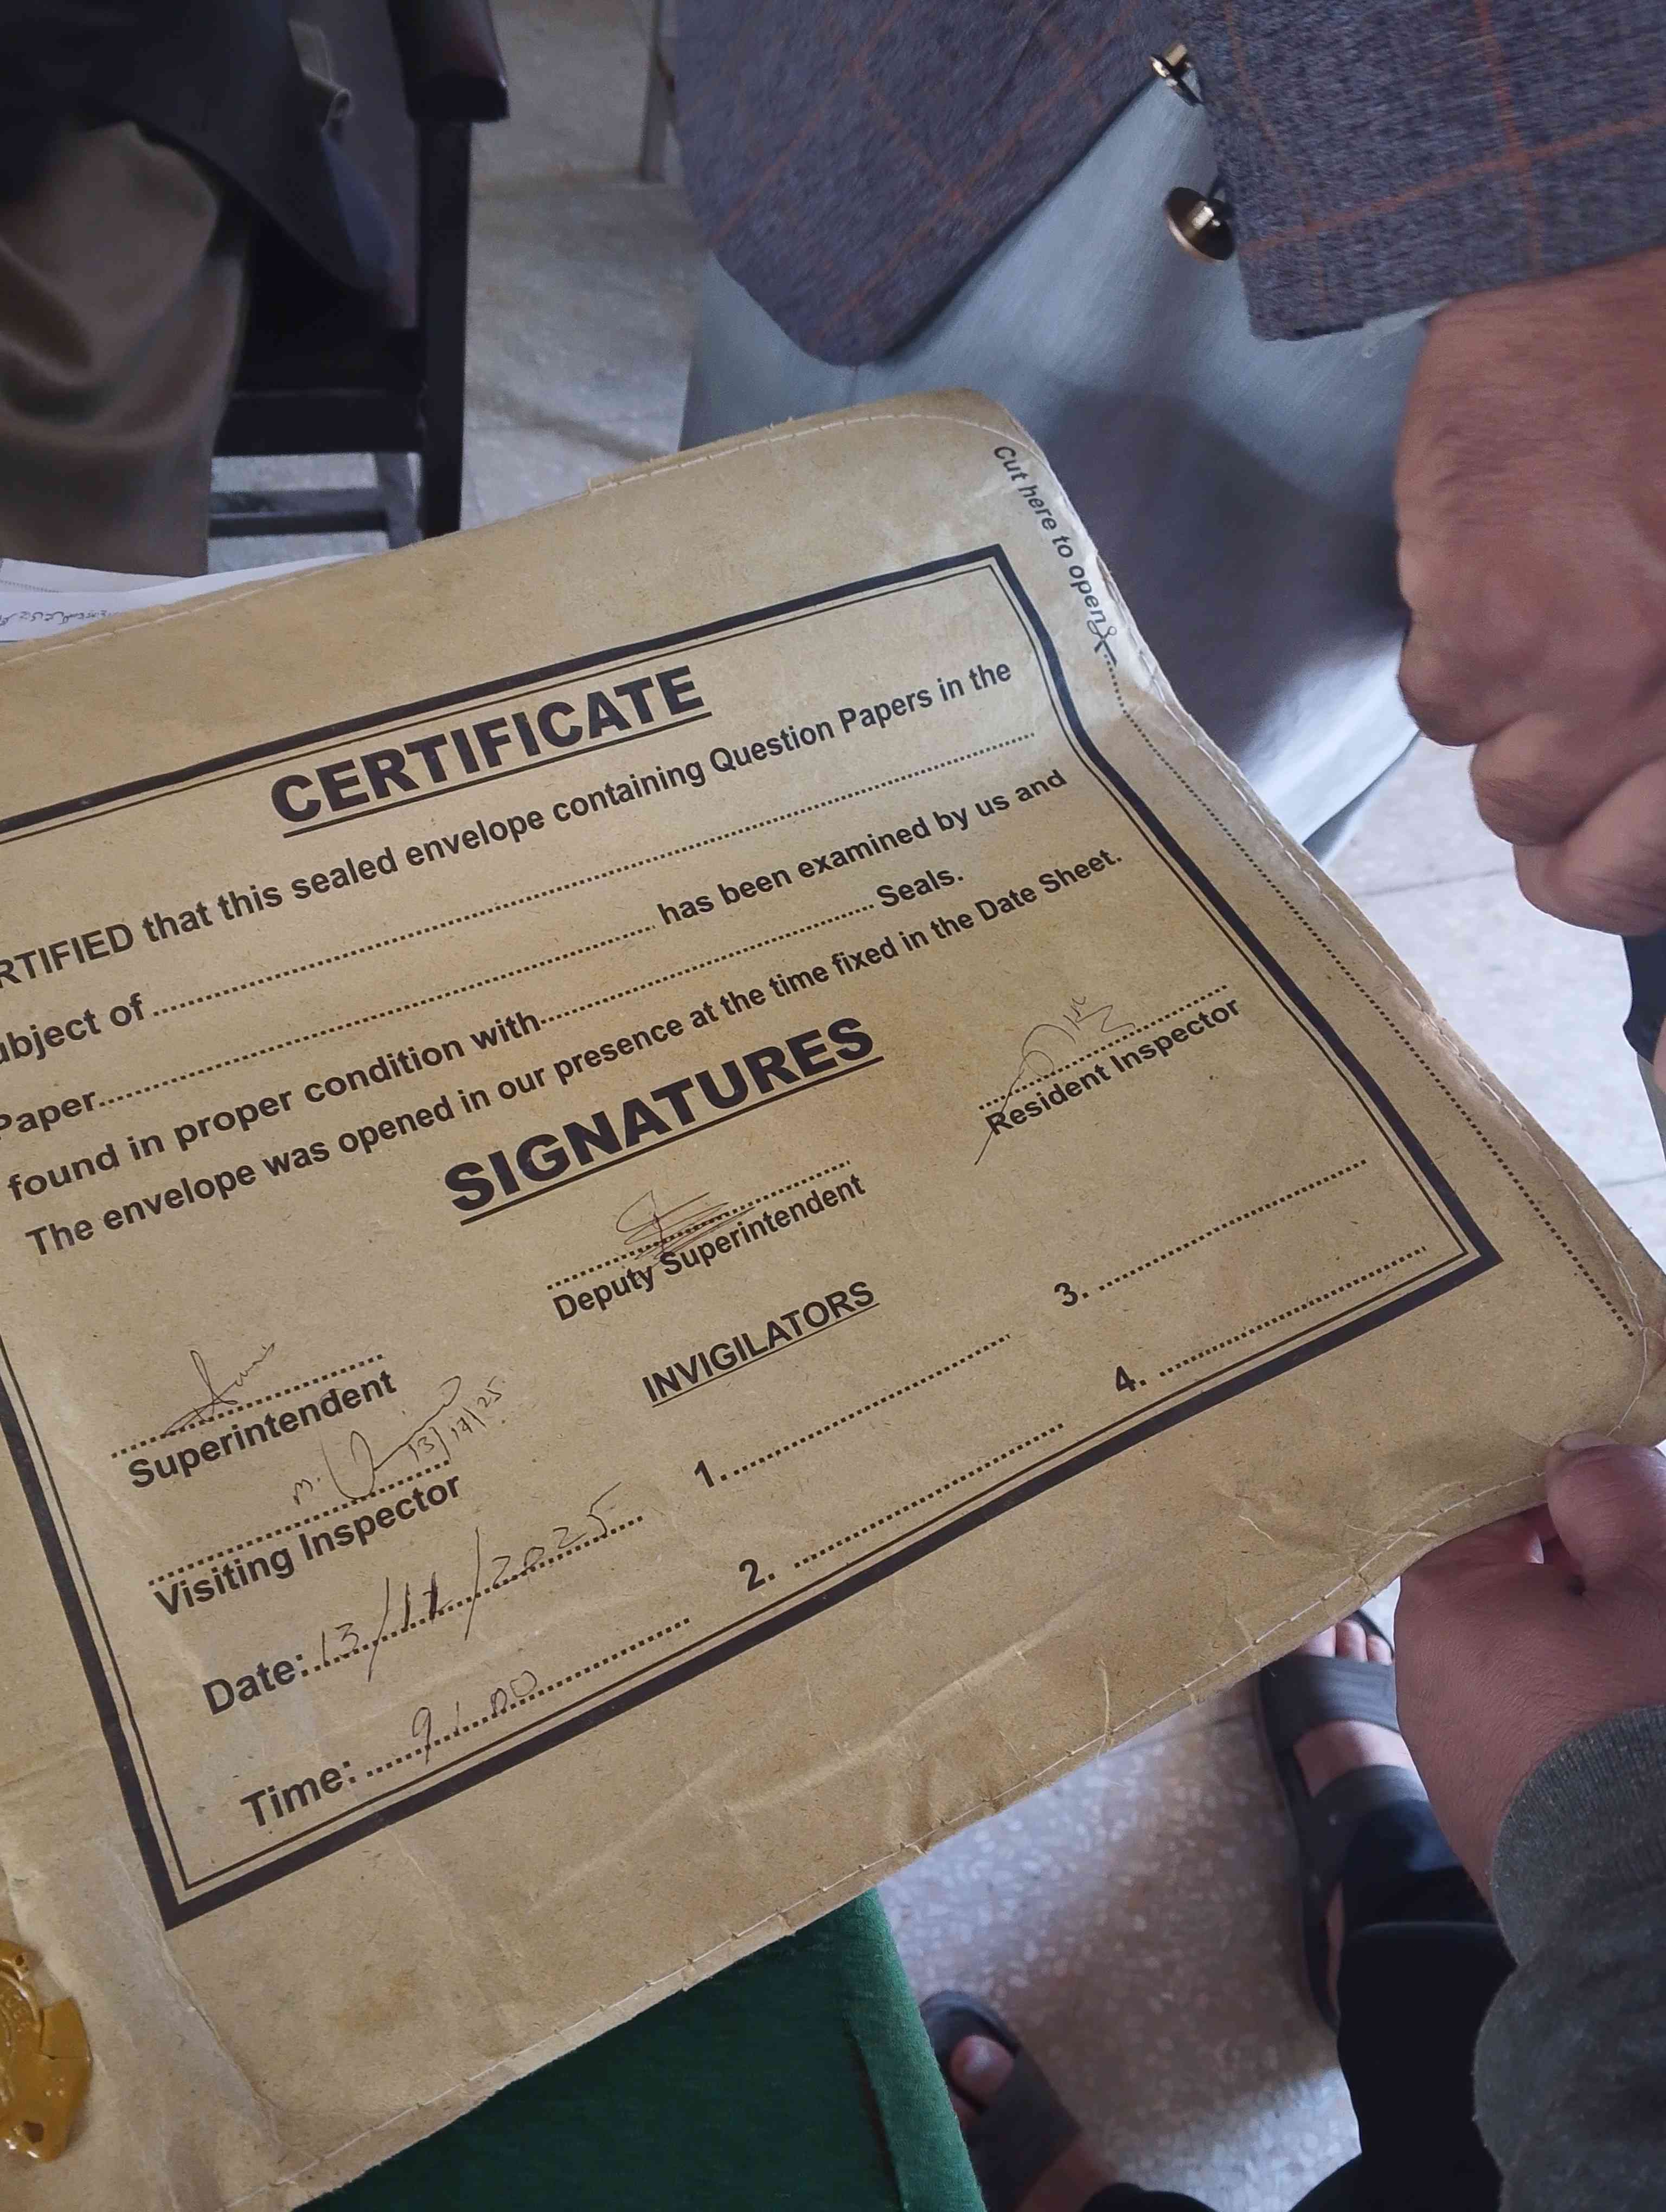 Cut here to open
CERTIFICATE
RTIFIED that this sealed envelope containing Question Papers in the
ubject of
Paper has been examined by us and
found in proper condition with Seals.
The envelope was opened in our presence at the time fixed in the Date Sheet.
SIGNATURES
Resident Inspector
Deputy Superintendent
Superintendent
Visiting Inspector
INVIGILATORS
1.
2.
3.
4.
Date: 13/11/2025
Time: 9:00